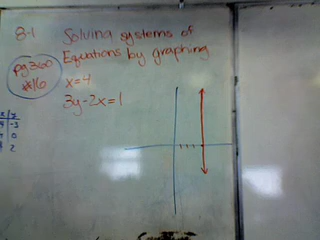 8-1 Solving systems of
Equations by graphing
pg 360
#16
x=4
3y-2x=1
x y
-3
0
2